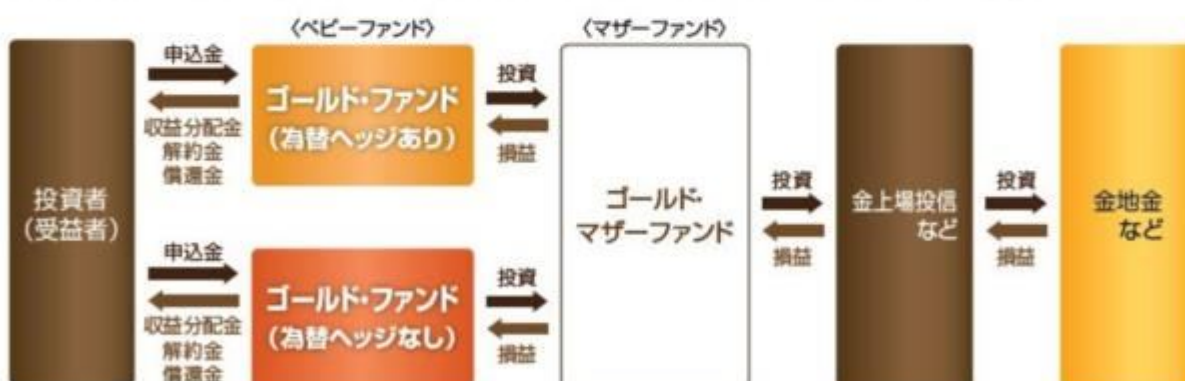 〈ベビーファンド〉
〈マザーファンド〉
投資者
（受益者）
申込金
収益分配金
解約金
償還金
ゴールド・ファンド
（為替ヘッジあり）
投資
損益
申込金
収益分配金
解約金
償還金
ゴールド・ファンド
（為替ヘッジなし）
投資
損益
ゴールド・
マザーファンド
投資
損益
金上場投信
など
投資
損益
金地金
など